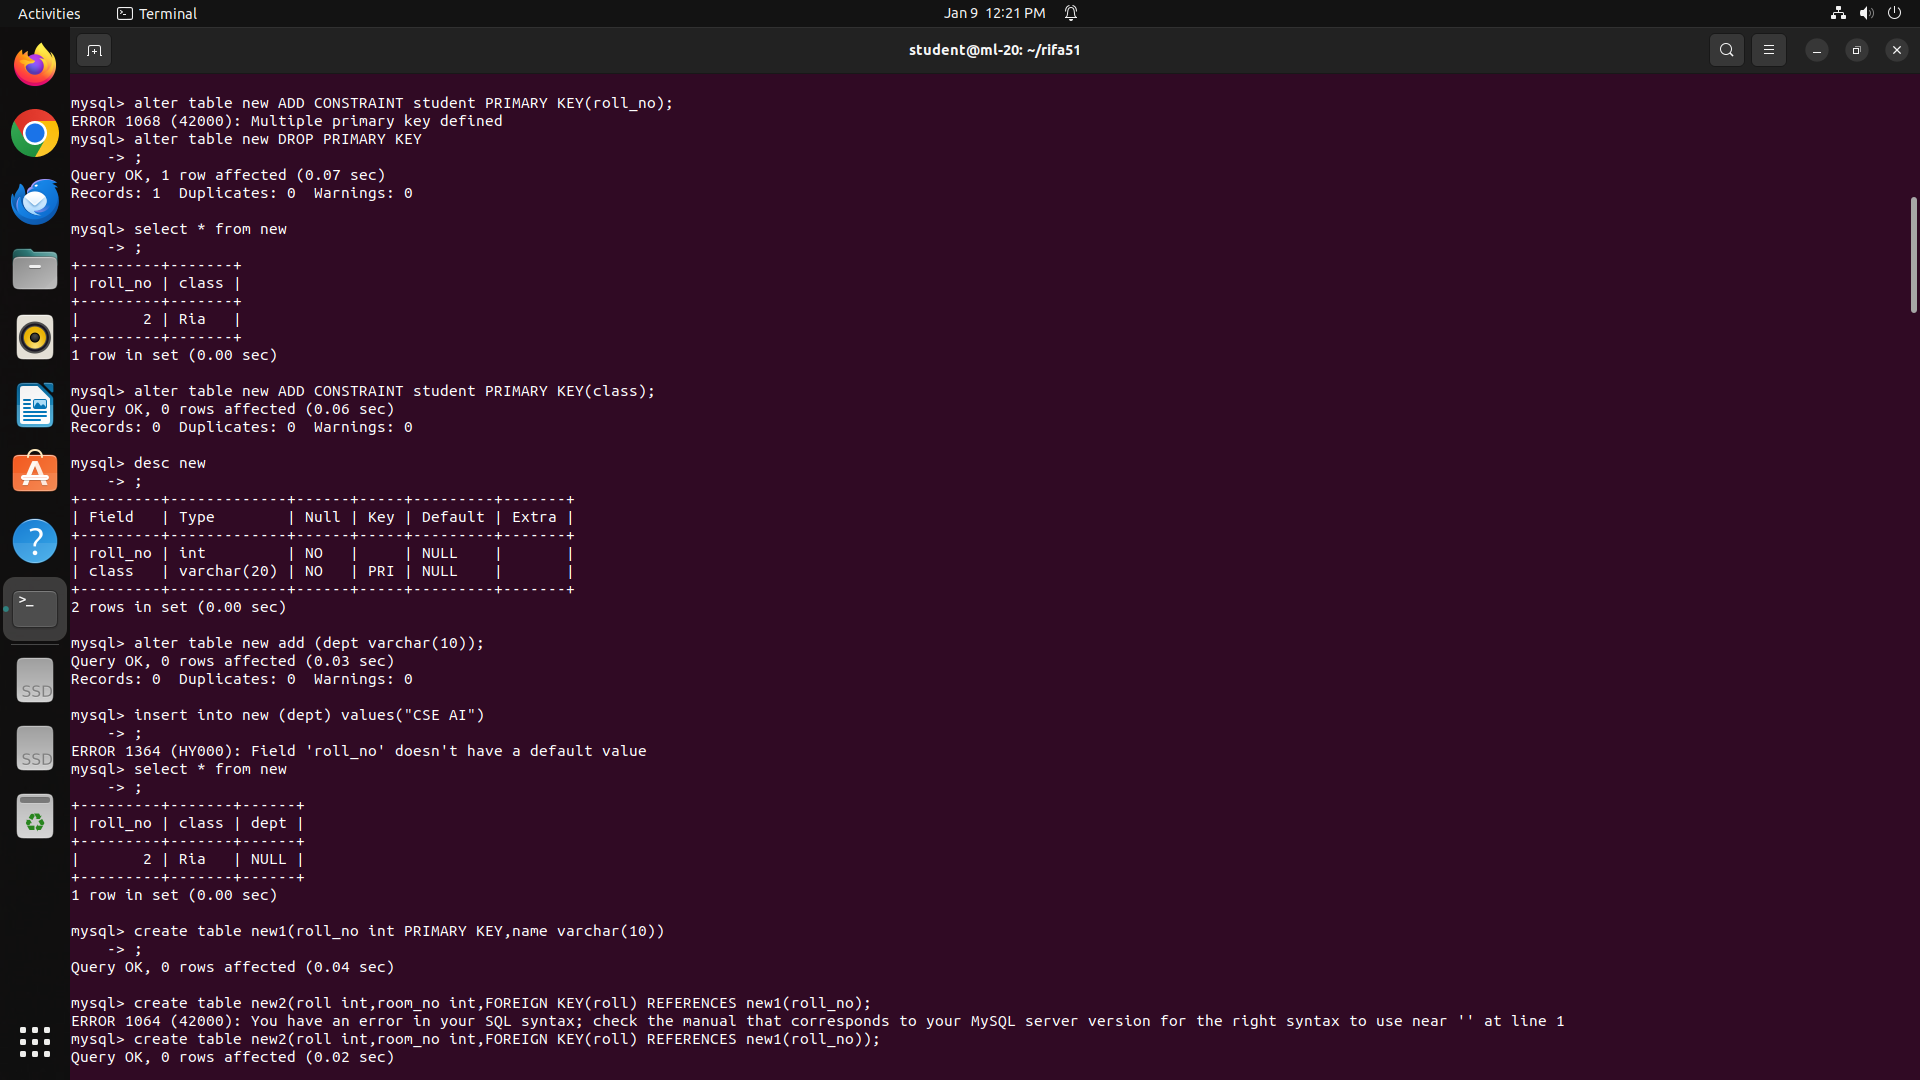 Activities
Terminal
Jan 9 12:21 PM
student@ml-20: ~/rifa51
mysql> alter table new ADD CONSTRAINT student PRIMARY KEY(roll_no);
ERROR 1068 (42000): Multiple primary key defined
mysql> alter table new DROP PRIMARY KEY
    -> ;
Query OK, 1 row affected (0.07 sec)
Records: 1  Duplicates: 0  Warnings: 0
mysql> select * from new
    -> ;
+---------+-------+
| roll_no | class |
+---------+-------+
|       2 | Ria   |
+---------+-------+
1 row in set (0.00 sec)
mysql> alter table new ADD CONSTRAINT student PRIMARY KEY(class);
Query OK, 0 rows affected (0.06 sec)
Records: 0  Duplicates: 0  Warnings: 0
mysql> desc new
    -> ;
+---------+-------------+------+-----+---------+-------+
| Field   | Type        | Null | Key | Default | Extra |
+---------+-------------+------+-----+---------+-------+
| roll_no | int         | NO   |     | NULL    |       |
| class   | varchar(20) | NO   | PRI | NULL    |       |
+---------+-------------+------+-----+---------+-------+
2 rows in set (0.00 sec)
mysql> alter table new add (dept varchar(10));
Query OK, 0 rows affected (0.03 sec)
Records: 0  Duplicates: 0  Warnings: 0
mysql> insert into new (dept) values("CSE AI")
    -> ;
ERROR 1364 (HY000): Field 'roll_no' doesn't have a default value
mysql> select * from new
    -> ;
+---------+-------+------+
| roll_no | class | dept |
+---------+-------+------+
|       2 | Ria   | NULL |
+---------+-------+------+
1 row in set (0.00 sec)
mysql> create table new1(roll_no int PRIMARY KEY,name varchar(10))
    -> ;
Query OK, 0 rows affected (0.04 sec)
mysql> create table new2(roll int,room_no int,FOREIGN KEY(roll) REFERENCES new1(roll_no);
ERROR 1064 (42000): You have an error in your SQL syntax; check the manual that corresponds to your MySQL server version for the right syntax to use near '' at line 1
mysql> create table new2(roll int,room_no int,FOREIGN KEY(roll) REFERENCES new1(roll_no));
Query OK, 0 rows affected (0.02 sec)
SSD
SSD